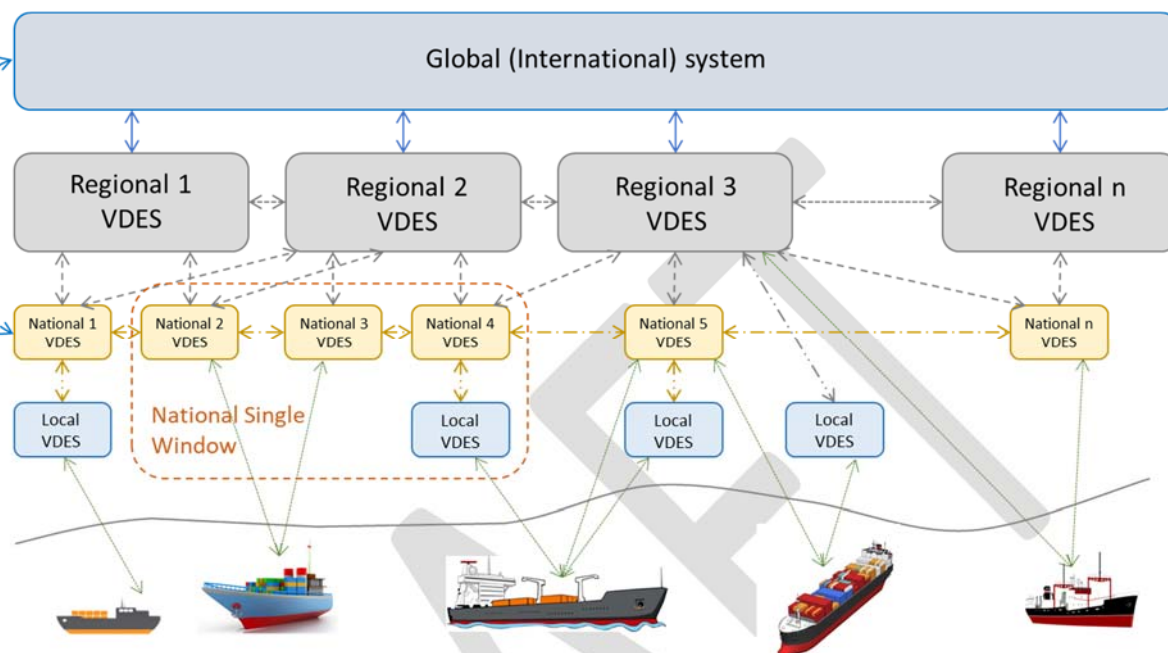 Global (International) system
Regional 1
VDES
Regional 2
VDES
Regional 3
VDES
Regional n
VDES
National 1
VDES
National 2
VDES
National 3
VDES
National 4
VDES
National 5
VDES
National n
VDES
Local
VDES
National Single
Window
Local
VDES
Local
VDES
Local
VDES